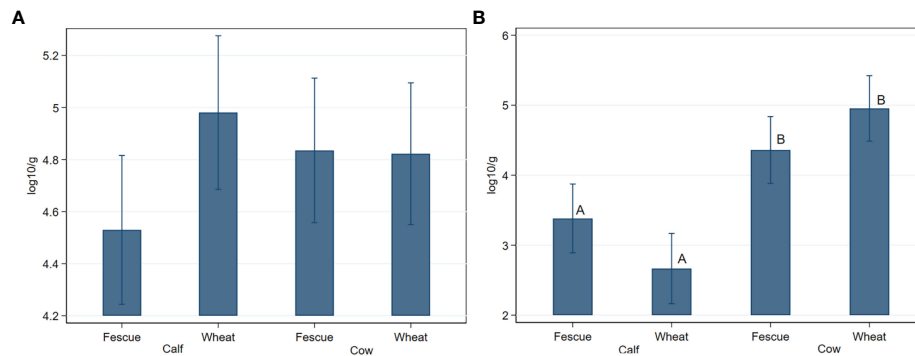 A
log10/g
5.2
5
4.8
4.6
4.4
4.2
Fescue Wheat Fescue Wheat
Calf Cow
B
log10/g
6
5
4
3
2
A
A
B
B
Fescue Wheat Fescue Wheat
Calf Cow